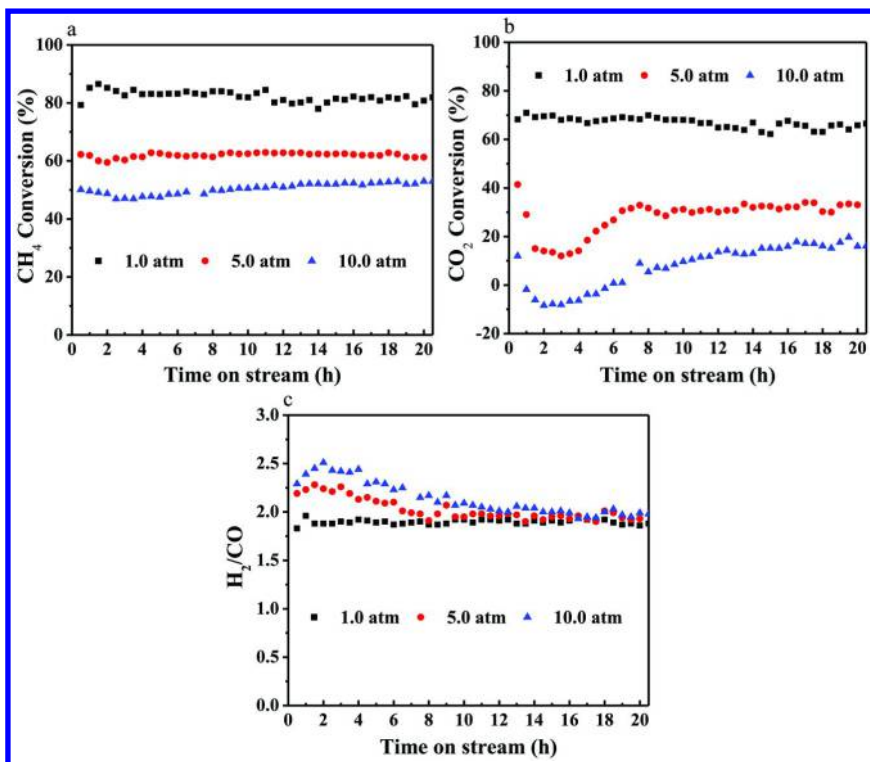 a
100
80
60
40
20
0
CH₄ Conversion (%)
1.0 atm 5.0 atm 10.0 atm
0 2 4 6 8 10 12 14 16 18 20
Time on stream (h)
b
100
80
60
40
20
0
-20
CO₂ Conversion (%)
1.0 atm 5.0 atm 10.0 atm
0 2 4 6 8 10 12 14 16 18 20
Time on stream (h)
c
3.0
2.5
2.0
1.5
1.0
0.5
0.0
H₂/CO
1.0 atm 5.0 atm 10.0 atm
0 2 4 6 8 10 12 14 16 18 20
Time on stream (h)